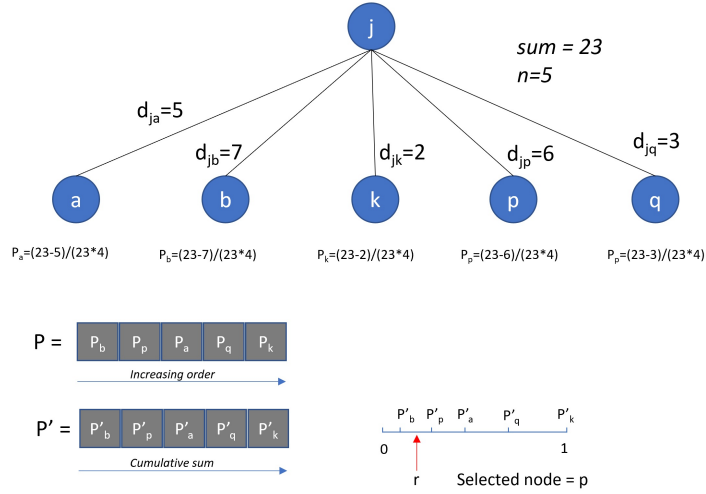 j
sum = 23
n=5
d_ja=5
d_jb=7
d_jk=2
d_jp=6
d_jq=3
a b k p q
P_a=(23-5)/(23*4) P_b=(23-7)/(23*4) P_k=(23-2)/(23*4) P_p=(23-6)/(23*4) P_p=(23-3)/(23*4)
P = P_b P_p P_a P_q P_k
Increasing order
P' = P'_b P'_p P'_a P'_q P'_k
Cumulative sum
P'_b P'_p P'_a P'_q P'_k
0 1
r Selected node = p